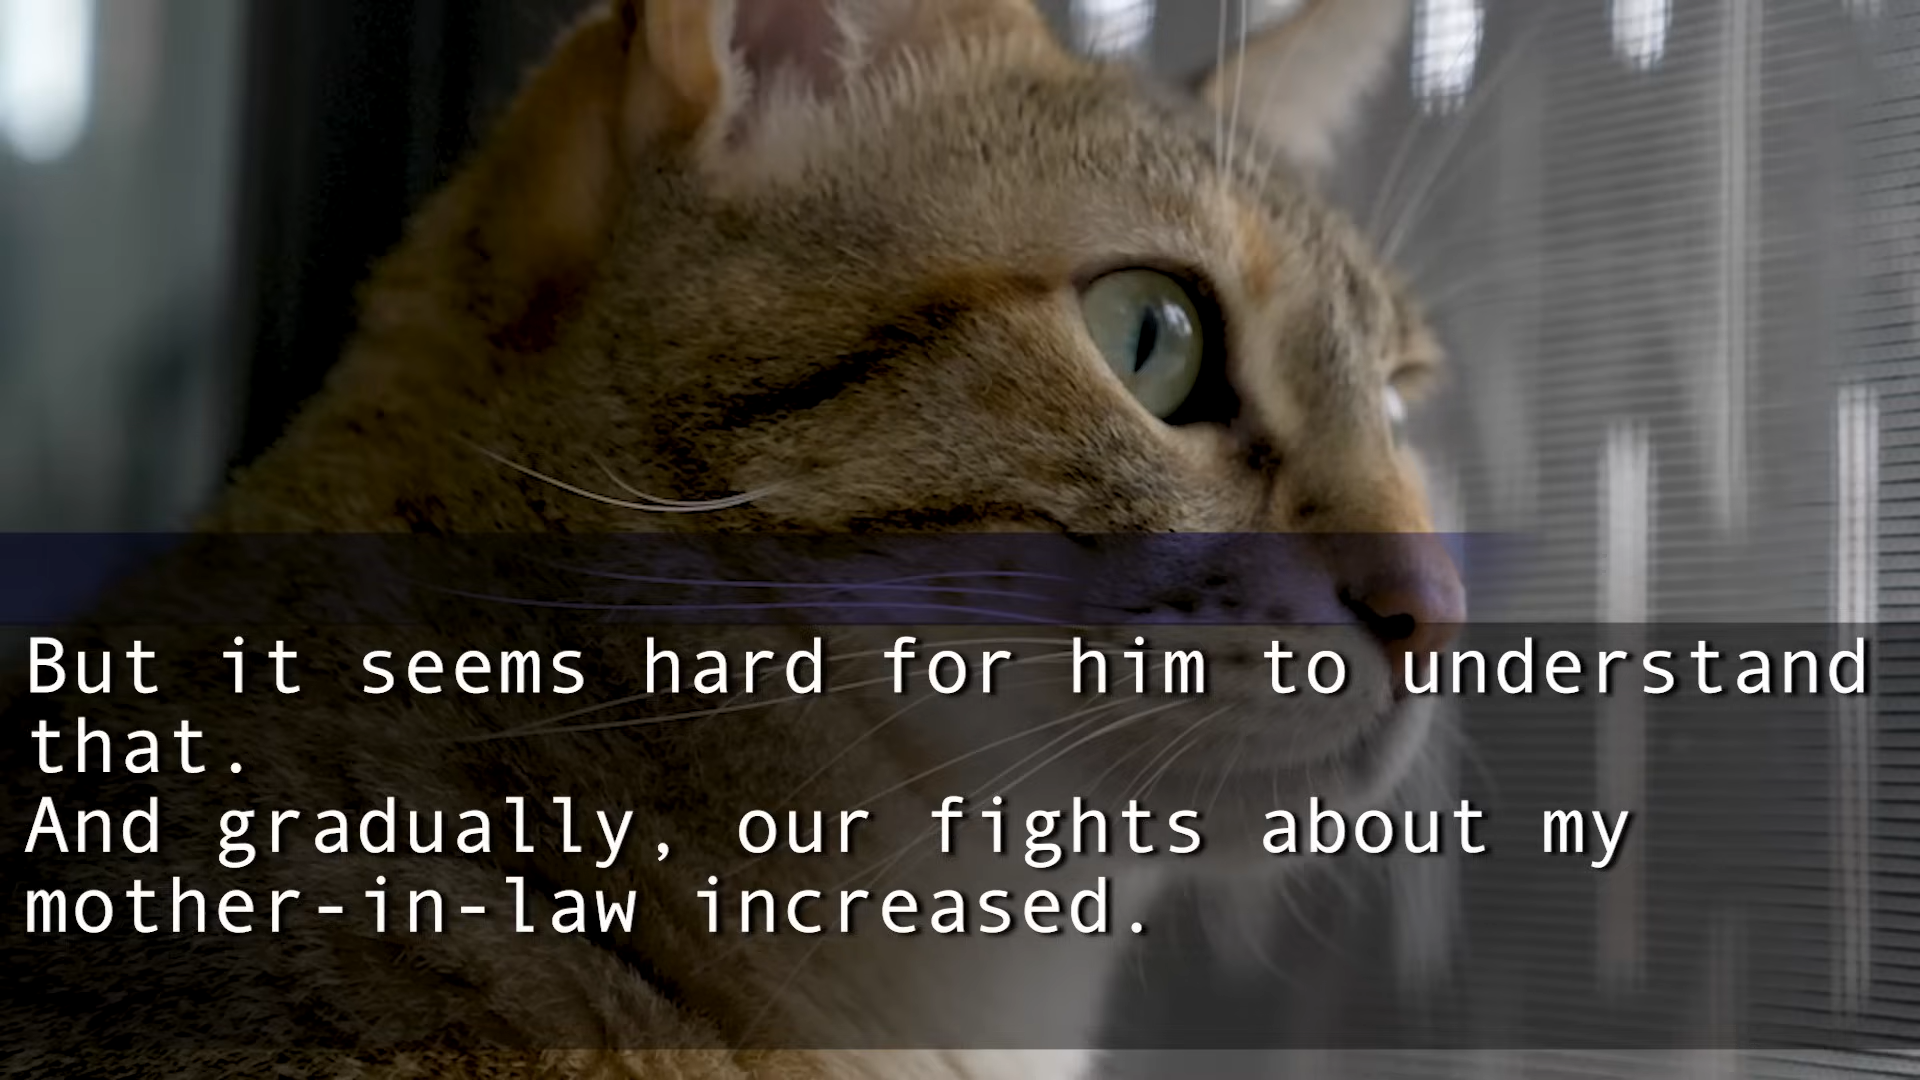 But it seems hard for him to understand
that.
And gradually, our fights about my
mother-in-law increased.